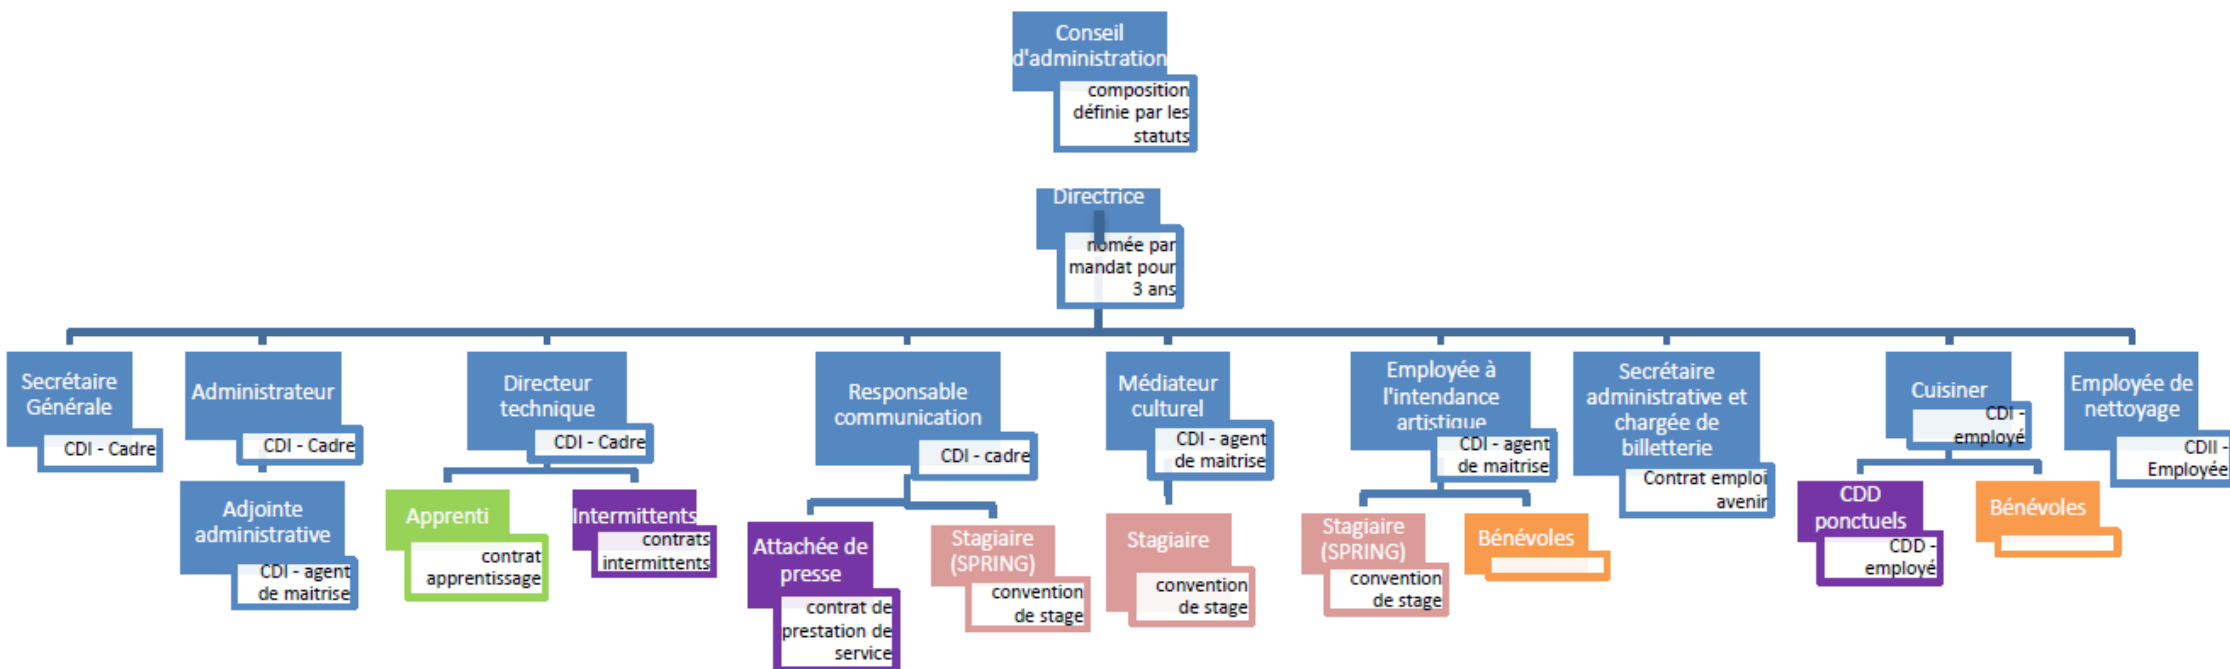 Conseil
d'administration
composition
définie par les
statuts
Directrice
nomée par
mandat pour
3 ans
Secrétaire
Générale
CDI - Cadre
Administrateur
CDI - Cadre
Directeur
technique
CDI - Cadre
Responsable
communication
CDI - cadre
Médiateur
culturel
CDI - agent
de maitrise
Employée à
l'intendance
artistique
CDI - agent
de maitrise
Secrétaire
administrative et
chargée de
billetterie
Contrat emploi
avenir
Cuisiner
CDI -
employé
Employée de
nettoyage
CDII -
Employée
Adjointe
administrative
CDI - agent
de maitrise
Apprenti
contrat
apprentissage
Intermittents
contrats
intermittents
Attachée de
presse
contrat de
prestation de
service
Stagiaire
(SPRING)
convention
de stage
Stagiaire
convention
de stage
Stagiaire
(SPRING)
convention
de stage
Bénévoles
CDD
ponctuels
CDD -
employé
Bénévoles